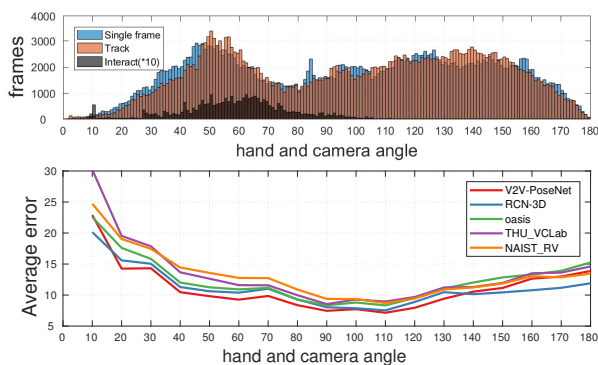 4000
3000
2000
1000
0
frames
Single frame
Track
Interact(*10)
0 10 20 30 40 50 60 70 80 90 100 110 120 130 140 150 160 170 180
hand and camera angle
30
25
20
15
10
5
Average error
V2V-PoseNet
RCN-3D
oasis
THU_VCLab
NAIST_RV
0 10 20 30 40 50 60 70 80 90 100 110 120 130 140 150 160 170 180
hand and camera angle